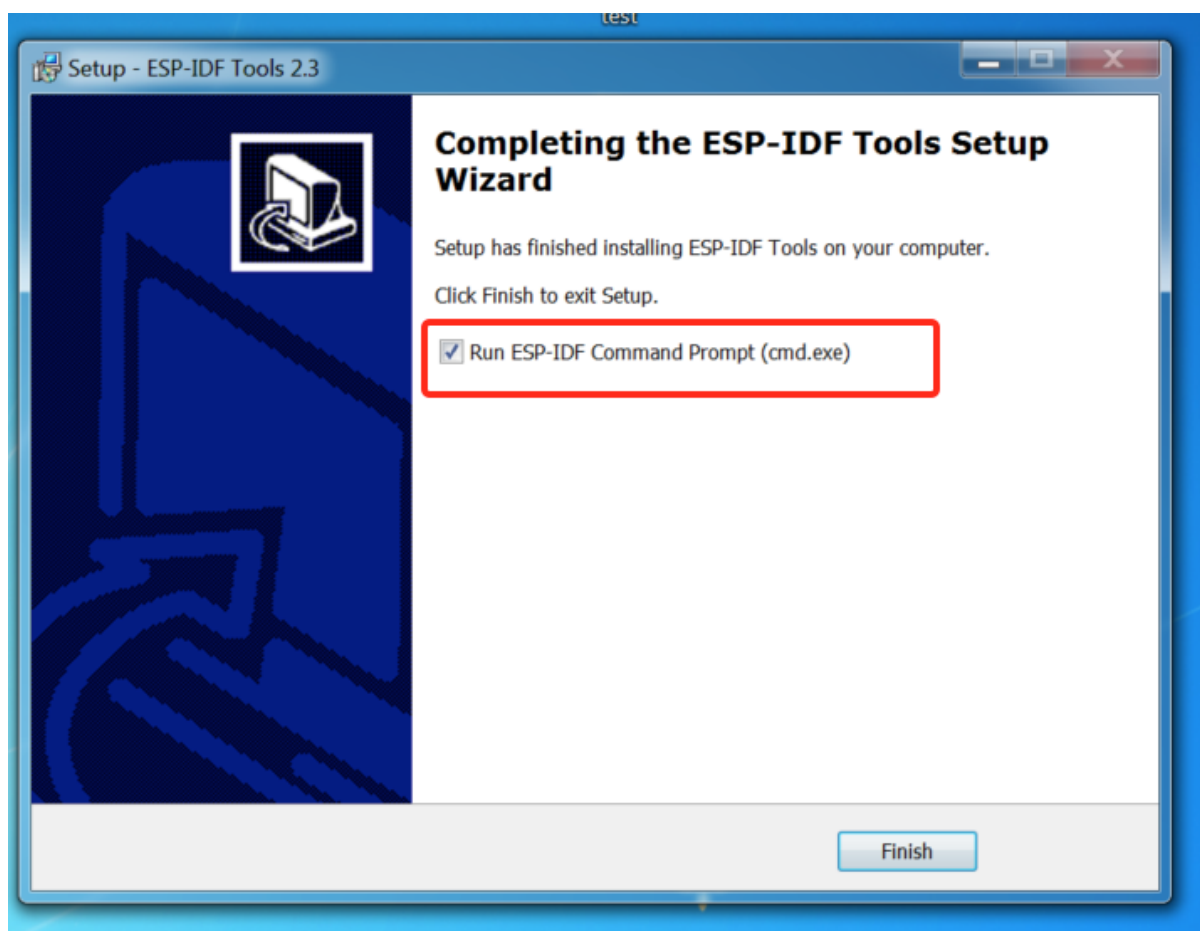 test
Setup - ESP-IDF Tools 2.3
Completing the ESP-IDF Tools Setup
Wizard
Setup has finished installing ESP-IDF Tools on your computer.
Click Finish to exit Setup.
Run ESP-IDF Command Prompt (cmd.exe)
Finish